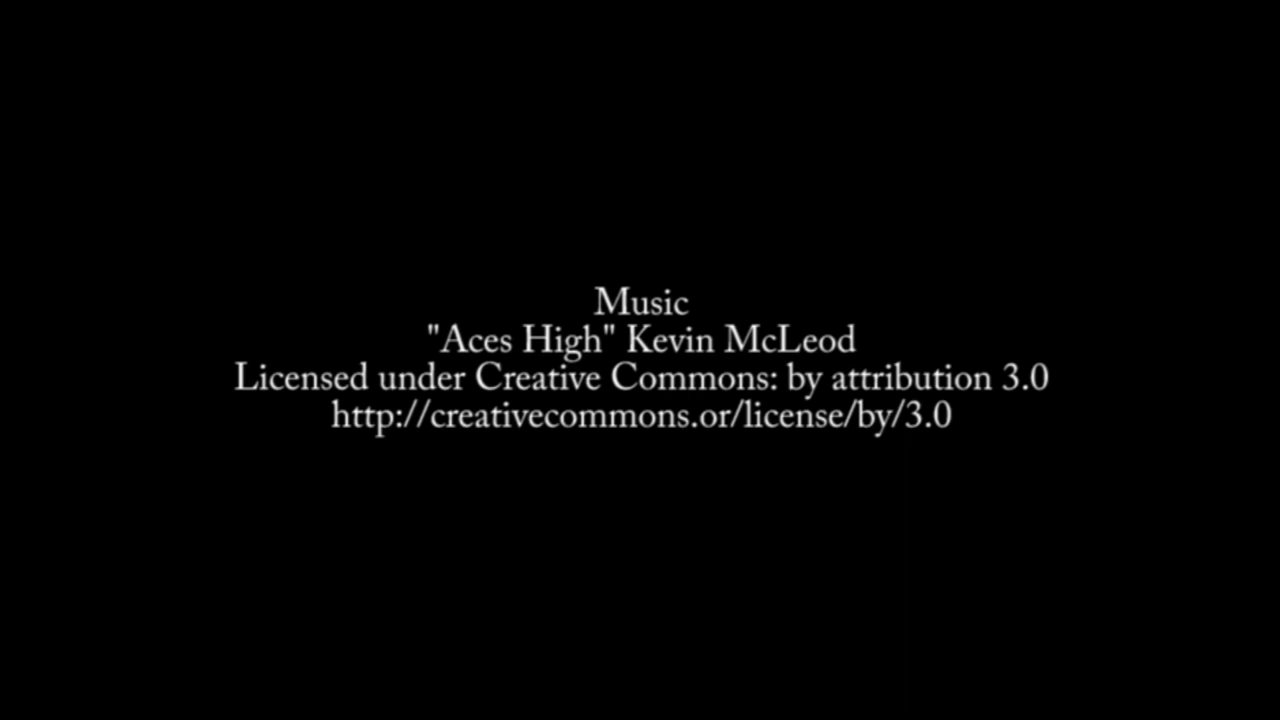 Music
"Aces High" Kevin McLeod
Licensed under Creative Commons: by attribution 3.0
http://creativecommons.or/license/by/3.0